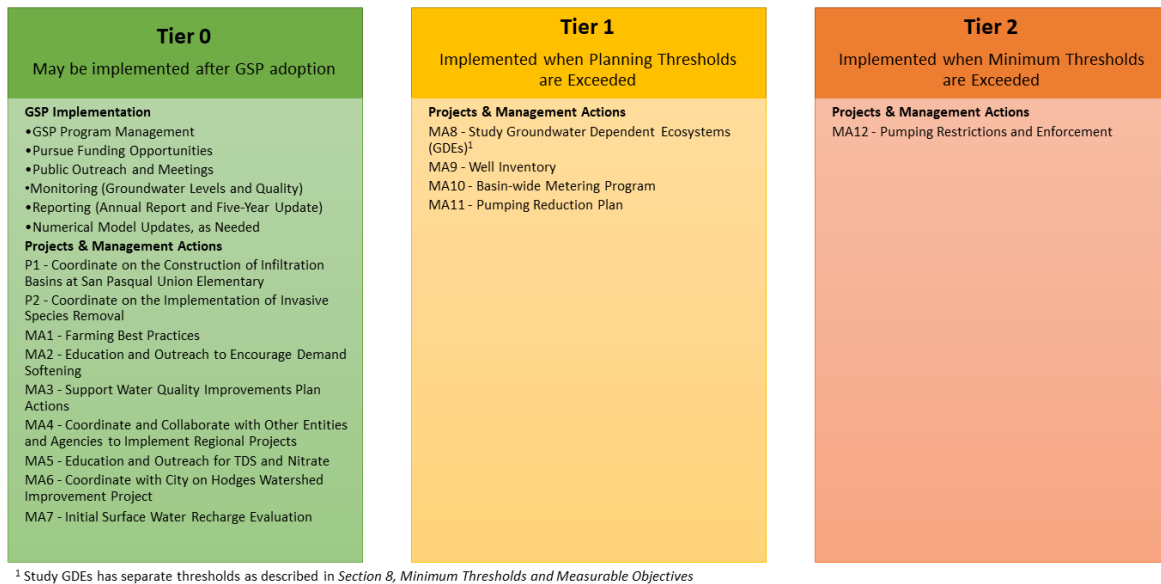 Tier 0
May be implemented after GSP adoption
GSP Implementation
•GSP Program Management
•Pursue Funding Opportunities
•Public Outreach and Meetings
•Monitoring (Groundwater Levels and Quality)
•Reporting (Annual Report and Five-Year Update)
•Numerical Model Updates, as Needed
Projects & Management Actions
P1 - Coordinate on the Construction of Infiltration
Basins at San Pasqual Union Elementary
P2 - Coordinate on the Implementation of Invasive
Species Removal
MA1 - Farming Best Practices
MA2 - Education and Outreach to Encourage Demand
Softening
MA3 - Support Water Quality Improvements Plan
Actions
MA4 - Coordinate and Collaborate with Other Entities
and Agencies to Implement Regional Projects
MA5 - Education and Outreach for TDS and Nitrate
MA6 - Coordinate with City on Hodges Watershed
Improvement Project
MA7 - Initial Surface Water Recharge Evaluation
Tier 1
Implemented when Planning Thresholds
are Exceeded
Projects & Management Actions
MA8 - Study Groundwater Dependent Ecosystems
(GDEs)¹
MA9 - Well Inventory
MA10 - Basin-wide Metering Program
MA11 - Pumping Reduction Plan
Tier 2
Implemented when Minimum Thresholds
are Exceeded
Projects & Management Actions
MA12 - Pumping Restrictions and Enforcement
¹ Study GDEs has separate thresholds as described in Section 8, Minimum Thresholds and Measurable Objectives